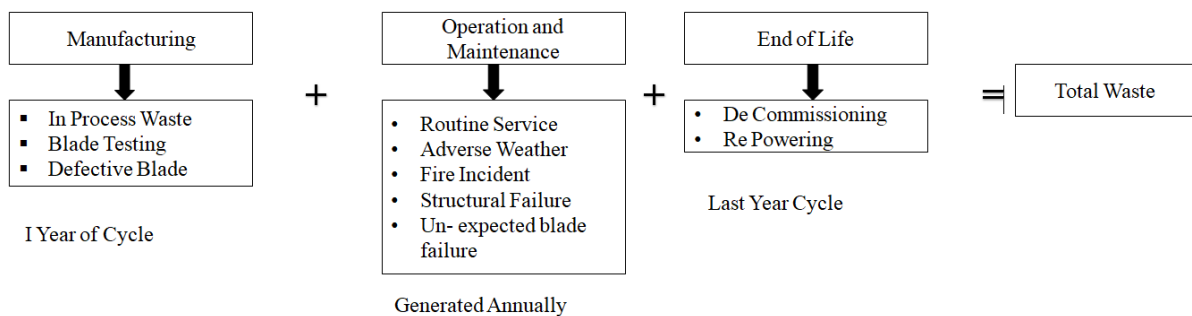 Manufacturing
▪ In Process Waste
▪ Blade Testing
▪ Defective Blade
I Year of Cycle
+
Operation and
Maintenance
• Routine Service
• Adverse Weather
• Fire Incident
• Structural Failure
• Un- expected blade
failure
Generated Annually
+
End of Life
• De Commissioning
• Re Powering
Last Year Cycle
=
Total Waste